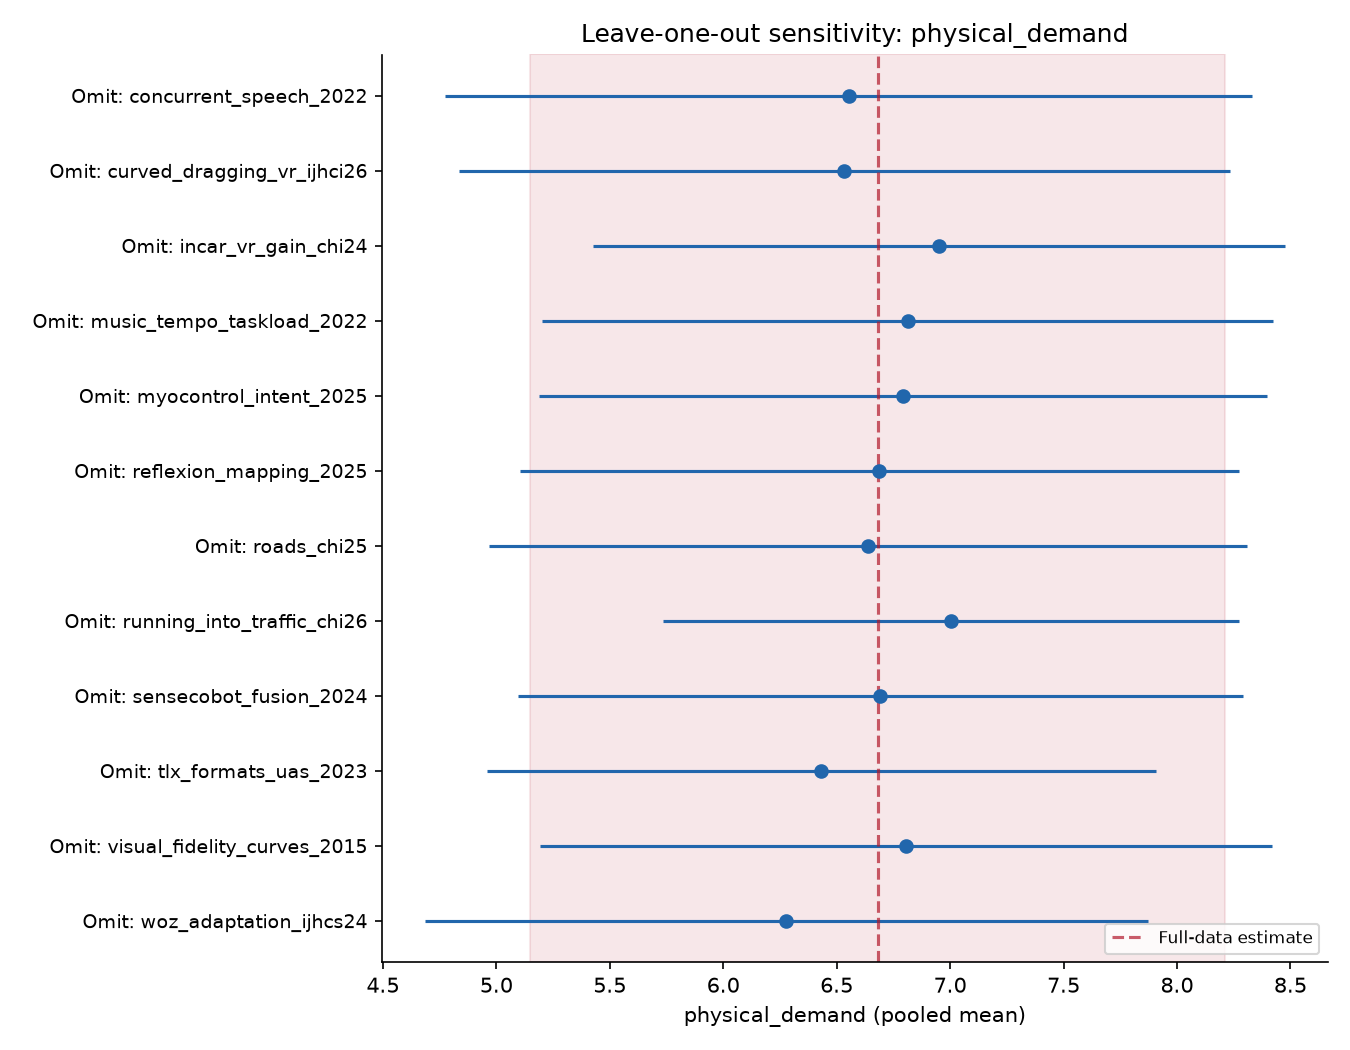 Leave-one-out sensitivity: physical_demand
Omit: concurrent_speech_2022
Omit: curved_dragging_vr_ijhci26
Omit: incar_vr_gain_chi24
Omit: music_tempo_taskload_2022
Omit: myocontrol_intent_2025
Omit: reflexion_mapping_2025
Omit: roads_chi25
Omit: running_into_traffic_chi26
Omit: sensecobot_fusion_2024
Omit: tlx_formats_uas_2023
Omit: visual_fidelity_curves_2015
Omit: woz_adaptation_ijhcs24
Full-data estimate
4.5 5.0 5.5 6.0 6.5 7.0 7.5 8.0 8.5
physical_demand (pooled mean)